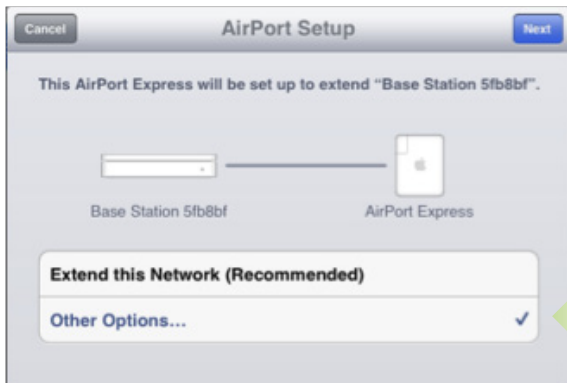 Cancel AirPort Setup Next
This AirPort Express will be set up to extend “Base Station 5fb8bf”.
Base Station 5fb8bf AirPort Express
Extend this Network (Recommended)
Other Options...